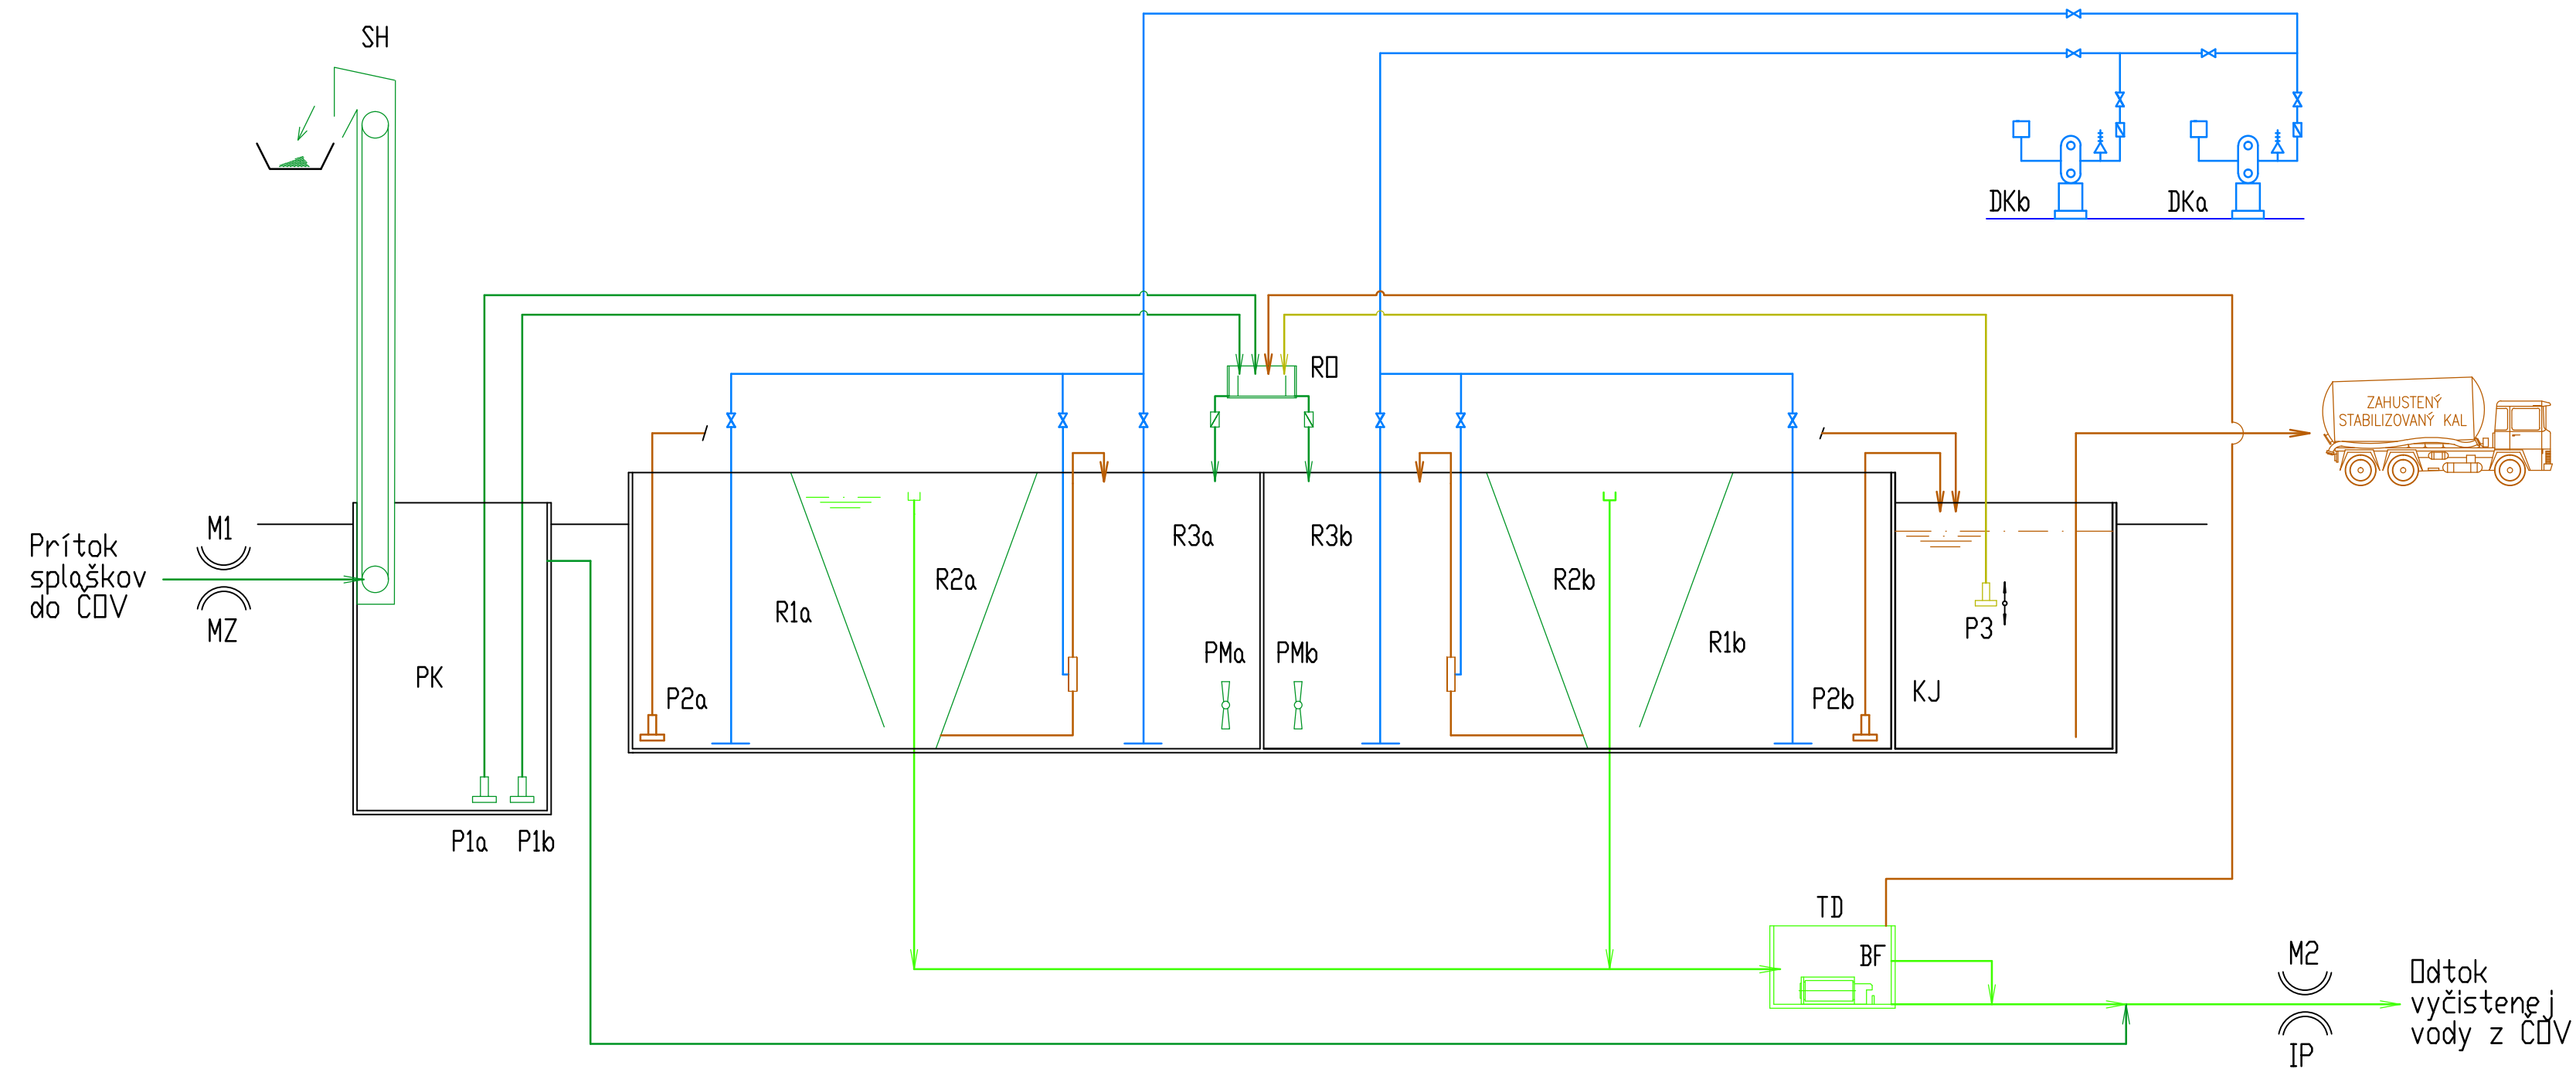 SH
DKb
DKa
RO
ZAHUSTENÝ
STABILIZOVANÝ KAL
M1
Prítok
splaškov
do ČOV
MZ
R3a
R3b
R2a
R2b
R1a
R1b
P3
PMa
PMb
PK
P2a
P2b
KJ
P1a
P1b
TD
BF
M2
Odtok
vyčistenej
vody z ČOV
IP